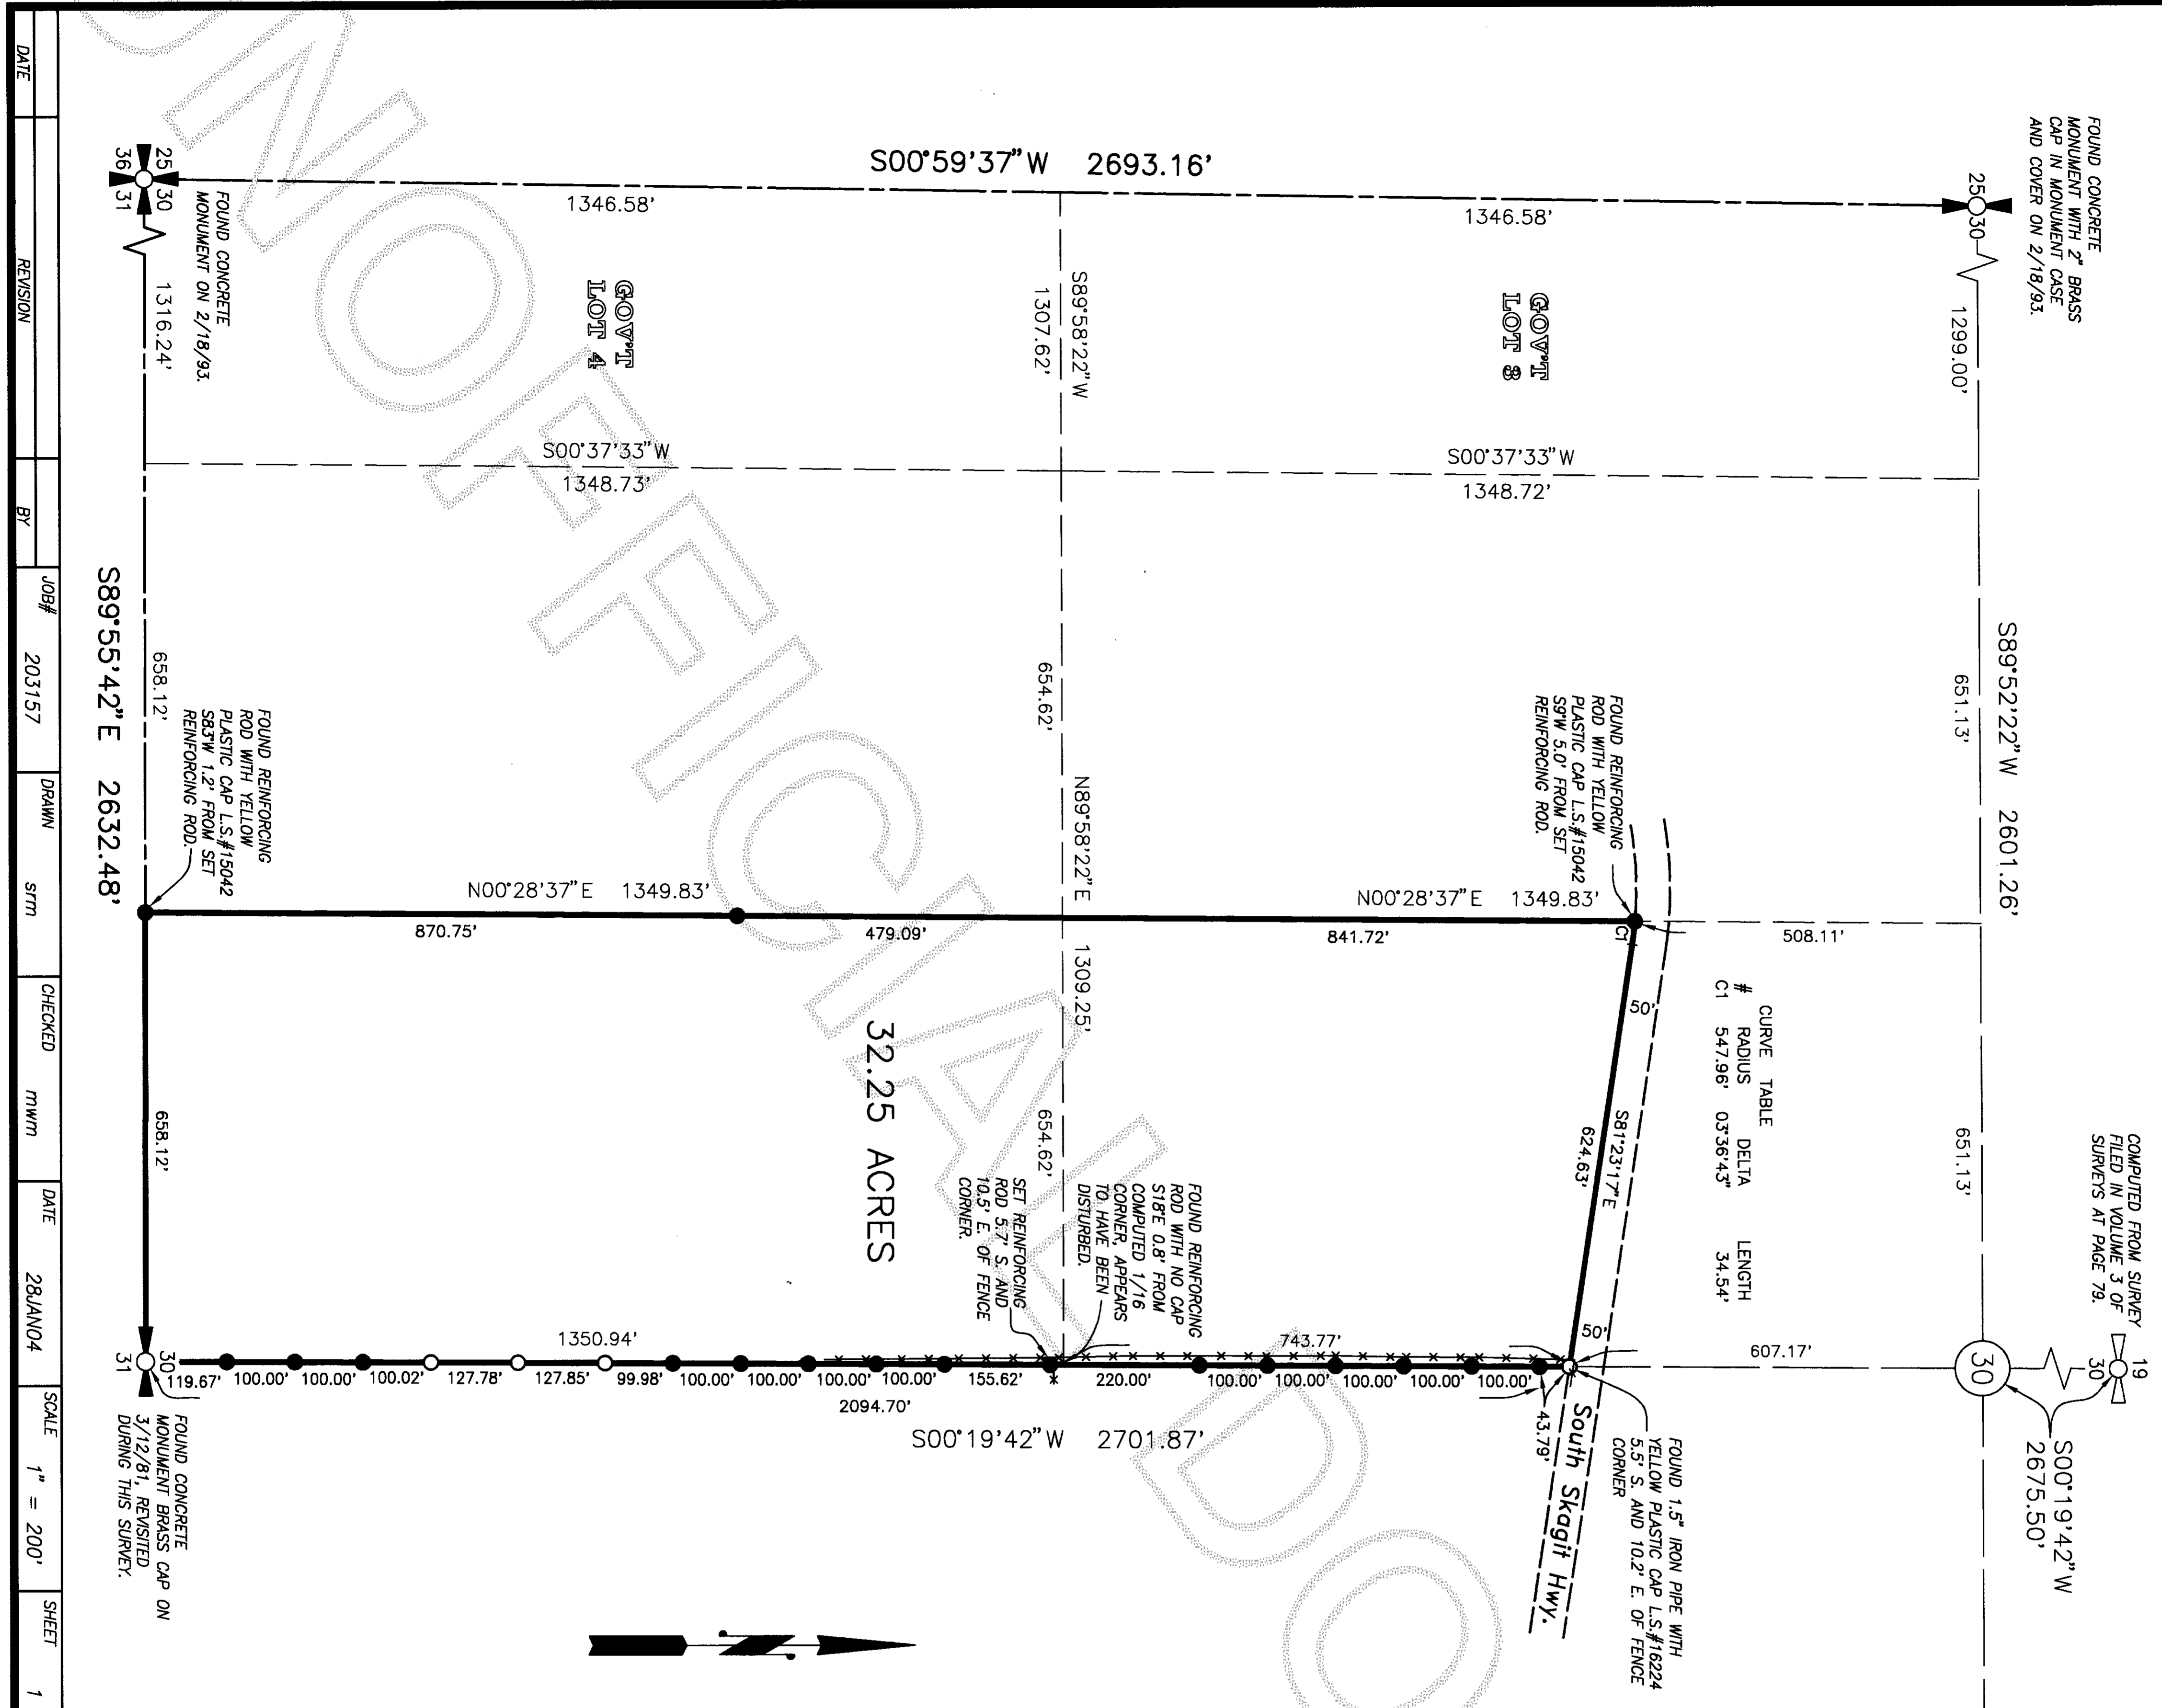 FOUND CONCRETE
MONUMENT WITH 2" BRASS
CAP IN MONUMENT CASE
AND COVER ON 2/18/93.
25
30
1299.00'
S89°52'22"W 2601.26'
651.13'
651.13'
COMPUTED FROM SURVEY
FILED IN VOLUME 3 OF
SURVEYS AT PAGE 79.
19
30
30
S00°19'42"W
2675.50'
S00°59'37"W 2693.16'
1346.58'
1346.58'
25
30
36
31
FOUND CONCRETE
MONUMENT ON 2/18/93.
1316.24'
GOV'T
LOT 4
GOV'T
LOT 3
S89°58'22"W
1307.62'
S00°37'33"W
1348.73'
S00°37'33"W
1348.72'
654.62'
N89°58'22"E
1309.25'
654.62'
FOUND REINFORCING
ROD WITH YELLOW
PLASTIC CAP L.S.#15042
S9°W 5.0' FROM SET
REINFORCING ROD.
FOUND REINFORCING
ROD WITH YELLOW
PLASTIC CAP L.S.#15042
S83°W 1.2' FROM SET
REINFORCING ROD.
658.12'
S89°55'42"E 2632.48'
658.12'
N00°28'37"E 1349.83'
N00°28'37"E 1349.83'
870.75'
479.09'
841.72'
508.11'
C1
CURVE TABLE
# RADIUS DELTA LENGTH
C1 547.96' 03°36'43" 34.54'
50'
S81°23'17"E
624.63'
50'
32.25 ACRES
FOUND REINFORCING
ROD WITH NO CAP
S18°E 0.8' FROM
COMPUTED 1/16
CORNER, APPEARS
TO HAVE BEEN
DISTURBED.
SET REINFORCING
ROD 5.7' S. AND
10.5' E. OF FENCE
CORNER.
1350.94'
743.77'
607.17'
30
31
119.67'
100.00'
100.00'
100.02'
127.78'
127.85'
99.98'
100.00'
100.00'
100.00'
100.00'
155.62'
220.00'
100.00'
100.00'
100.00'
100.00'
100.00'
43.79'
2094.70'
S00°19'42"W 2701.87'
South Skagit Hwy.
FOUND 1.5" IRON PIPE WITH
YELLOW PLASTIC CAP L.S.#16224
5.5' S. AND 10.2' E. OF FENCE
CORNER
FOUND CONCRETE
MONUMENT BRASS CAP ON
3/12/81, REVISITED
DURING THIS SURVEY.
DATE
REVISION
BY
JOB#
203157
DRAWN
srm
CHECKED
mwm
DATE
28JAN04
SCALE
1" = 200'
SHEET
1
UNOFFICIAL DO